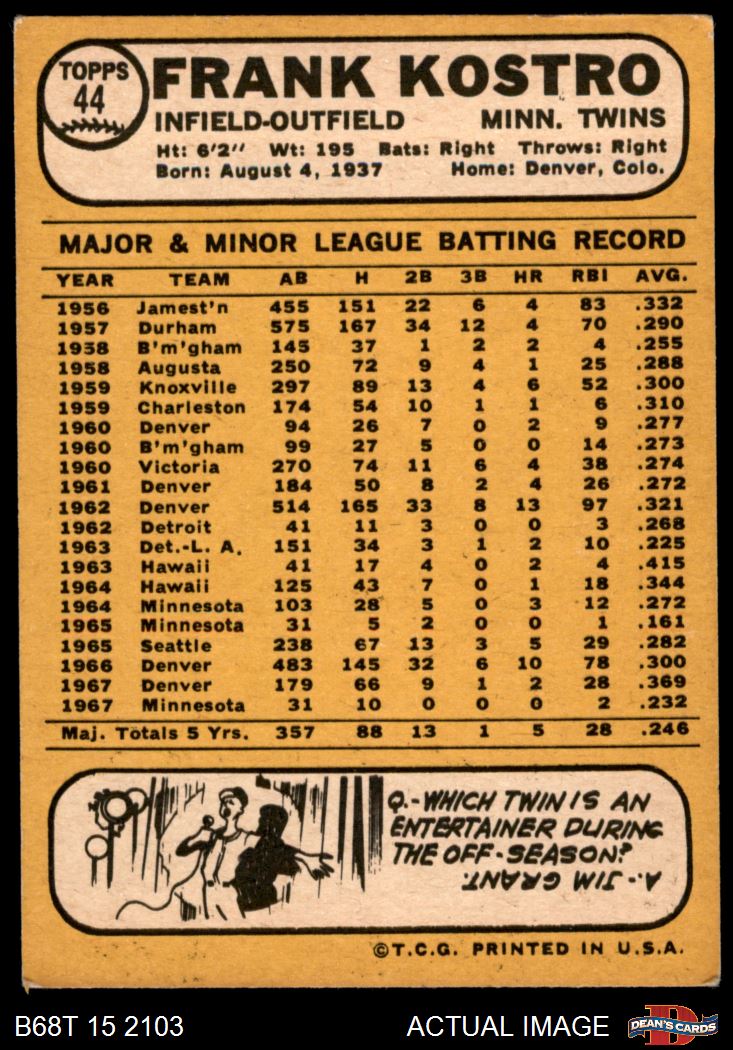 TOPPS
44
FRANK KOSTRO
INFIELD-OUTFIELD MINN. TWINS
Ht: 6'2" Wt: 195 Bats: Right Throws: Right
Born: August 4, 1937 Home: Denver, Colo.
MAJOR & MINOR LEAGUE BATTING RECORD
YEAR TEAM AB H 2B 3B HR RBI AVG.
1956 Jamest'n 455 151 22 6 4 83 .332
1957 Durham 575 167 34 12 4 70 .290
1958 B'm'gham 145 37 1 2 2 4 .255
1958 Augusta 250 72 9 4 1 25 .288
1959 Knoxville 297 89 13 4 6 52 .300
1959 Charleston 174 54 10 1 1 6 .310
1960 Denver 94 26 7 0 2 9 .277
1960 B'm'gham 99 27 5 0 0 14 .273
1960 Victoria 270 74 11 6 4 38 .274
1961 Denver 184 50 8 2 4 26 .272
1962 Denver 514 165 33 8 13 97 .321
1962 Detroit 41 11 3 0 0 3 .268
1963 Det.-L. A. 151 34 3 1 2 10 .225
1963 Hawaii 41 17 4 0 2 4 .415
1964 Hawaii 125 43 7 0 1 18 .344
1964 Minnesota 103 28 5 0 3 12 .272
1965 Minnesota 31 5 2 0 0 1 .161
1965 Seattle 238 67 13 3 5 29 .282
1966 Denver 483 145 32 6 10 78 .300
1967 Denver 179 66 9 1 2 28 .369
1967 Minnesota 31 10 0 0 0 2 .232
Maj. Totals 5 Yrs. 357 88 13 1 5 28 .246
Q.-WHICH TWIN IS AN
ENTERTAINER DURING
THE OFF-SEASON?
A.-JIM GRANT.
©T.C.G. PRINTED IN U.S.A.
B68T 15 2103 ACTUAL IMAGE
DEAN'S CARDS